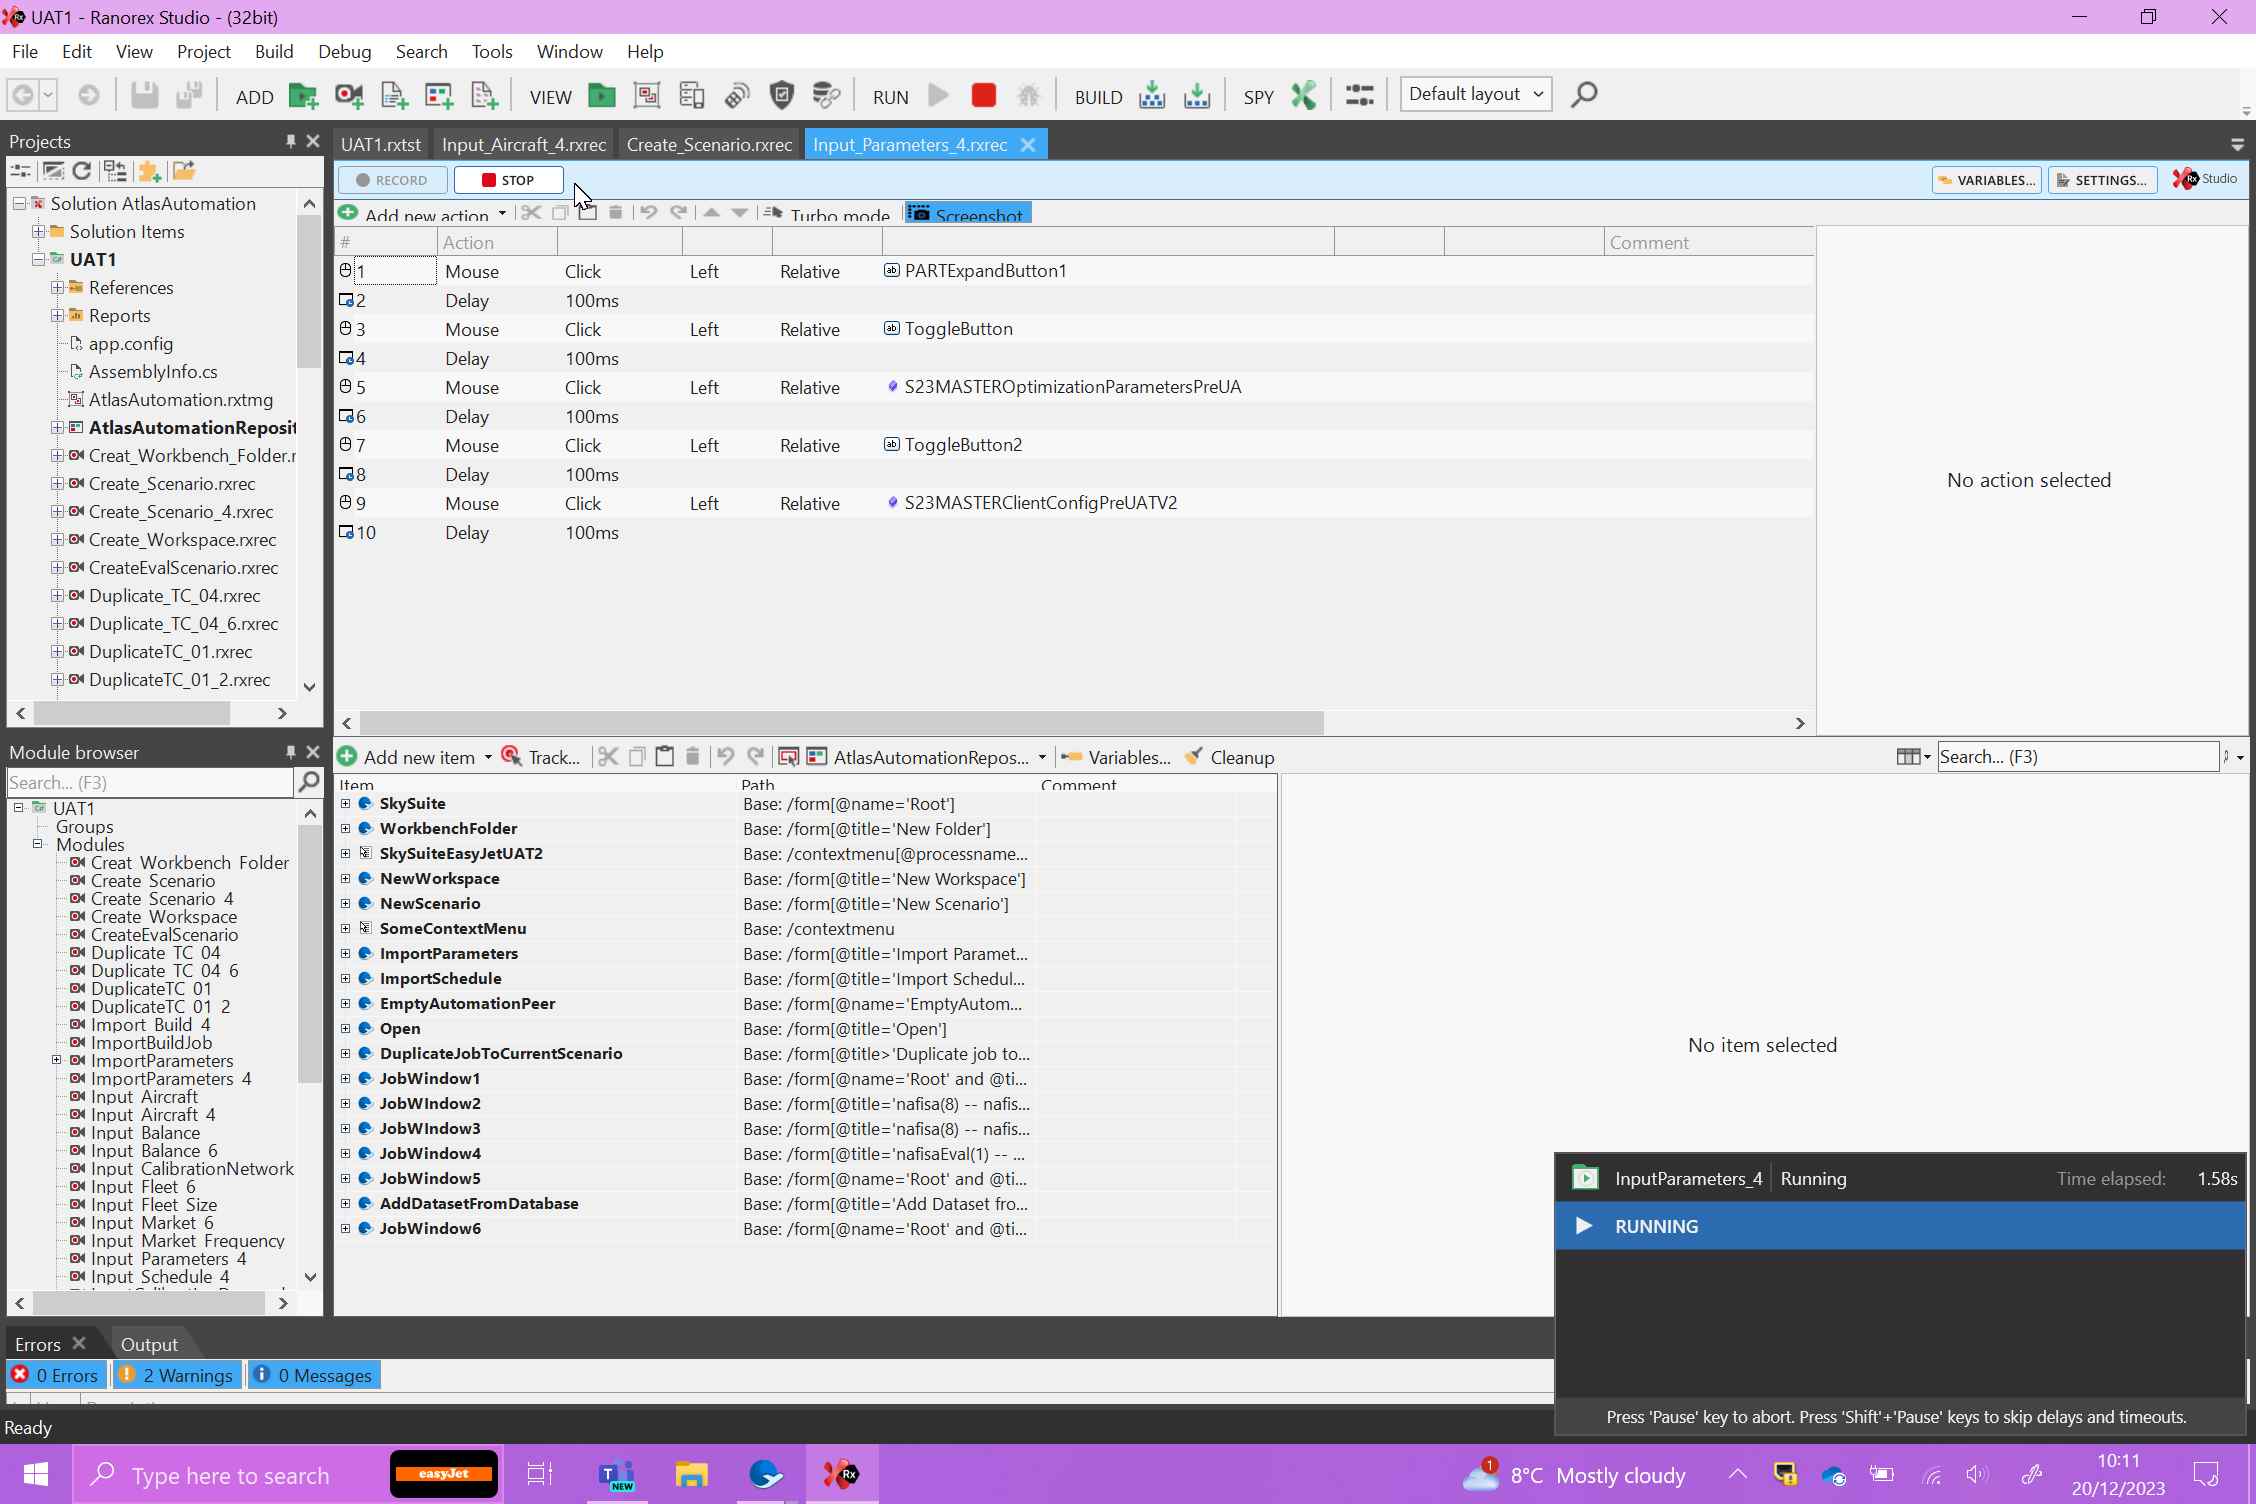 UAT1 - Ranorex Studio - (32bit)
File Edit View Project Build Debug Search Tools Window Help
ADD VIEW RUN BUILD SPY Default layout
Projects
Solution AtlasAutomation
Solution Items
UAT1
References
Reports
app.config
AssemblyInfo.cs
AtlasAutomation.rxtmg
AtlasAutomationReposit
Creat_Workbench_Folder.r
Create_Scenario.rxrec
Create_Scenario_4.rxrec
Create_Workspace.rxrec
CreateEvalScenario.rxrec
Duplicate_TC_04.rxrec
Duplicate_TC_04_6.rxrec
DuplicateTC_01.rxrec
DuplicateTC_01_2.rxrec
UAT1.rxtst Input_Aircraft_4.rxrec Create_Scenario.rxrec Input_Parameters_4.rxrec
RECORD STOP VARIABLES... SETTINGS... Rx Studio
Add new action Turbo mode Screenshot
# Action Comment
1 Mouse Click Left Relative PARTExpandButton1
2 Delay 100ms
3 Mouse Click Left Relative ToggleButton
4 Delay 100ms
5 Mouse Click Left Relative S23MASTEROptimizationParametersPreUA
6 Delay 100ms
7 Mouse Click Left Relative ToggleButton2
8 Delay 100ms
9 Mouse Click Left Relative S23MASTERClientConfigPreUATV2
10 Delay 100ms
No action selected
Module browser
Search... (F3)
UAT1
Groups
Modules
Creat Workbench Folder
Create Scenario
Create Scenario 4
Create Workspace
CreateEvalScenario
Duplicate TC 04
Duplicate TC 04 6
DuplicateTC 01
DuplicateTC 01 2
Import Build 4
ImportBuildJob
ImportParameters
ImportParameters 4
Input Aircraft
Input Aircraft 4
Input Balance
Input Balance 6
Input CalibrationNetwork
Input Fleet 6
Input Fleet Size
Input Market 6
Input Market Frequency
Input Parameters 4
Input Schedule 4
Add new item Track... AtlasAutomationRepos... Variables... Cleanup Search... (F3)
Item Path Comment
SkySuite Base: /form[@name='Root']
WorkbenchFolder Base: /form[@title='New Folder']
SkySuiteEasyJetUAT2 Base: /contextmenu[@processname...
NewWorkspace Base: /form[@title='New Workspace']
NewScenario Base: /form[@title='New Scenario']
SomeContextMenu Base: /contextmenu
ImportParameters Base: /form[@title='Import Paramet...
ImportSchedule Base: /form[@title='Import Schedul...
EmptyAutomationPeer Base: /form[@name='EmptyAutom...
Open Base: /form[@title='Open']
DuplicateJobToCurrentScenario Base: /form[@title>'Duplicate job to...
JobWindow1 Base: /form[@name='Root' and @ti...
JobWIndow2 Base: /form[@title='nafisa(8) -- nafis...
JobWIndow3 Base: /form[@title='nafisa(8) -- nafis...
JobWindow4 Base: /form[@title='nafisaEval(1) -- ...
JobWindow5 Base: /form[@name='Root' and @ti...
AddDatasetFromDatabase Base: /form[@title='Add Dataset fro...
JobWindow6 Base: /form[@name='Root' and @ti...
No item selected
InputParameters_4 Running Time elapsed: 1.58s
RUNNING
Press 'Pause' key to abort. Press 'Shift'+'Pause' keys to skip delays and timeouts.
Errors Output
0 Errors 2 Warnings 0 Messages
Ready
Type here to search easyJet NEW Rx 1 8°C Mostly cloudy 10:11
20/12/2023